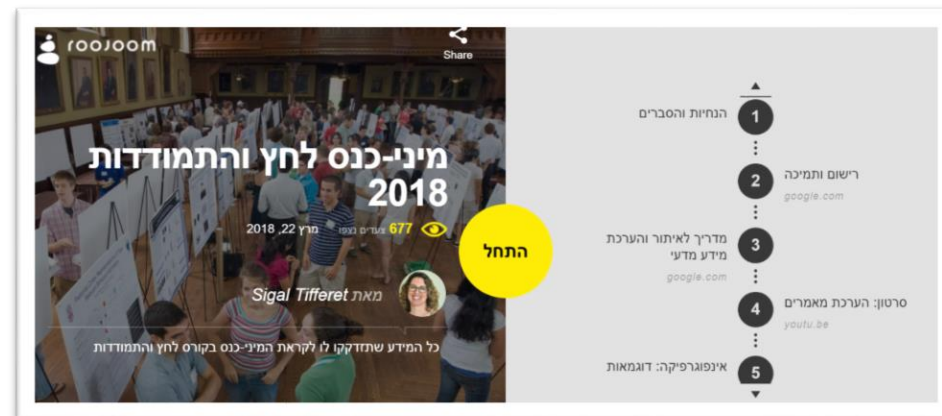 roojoom
Share
מיני-כנס לחץ והתמודדות
2018
677 צעדים נצפו מרץ 22, 2018
מאת Sigal Tifferet
כל המידע שתזדקקו לו לקראת המיני-כנס בקורס לחץ והתמודדות
התחל
1
הנחיות והסברים
2
רישום ותמיכה
google.com
3
מדריך לאיתור והערכת
מידע מדעי
google.com
4
סרטון: הערכת מאמרים
youtu.be
5
אינפוגרפיקה: דוגמאות